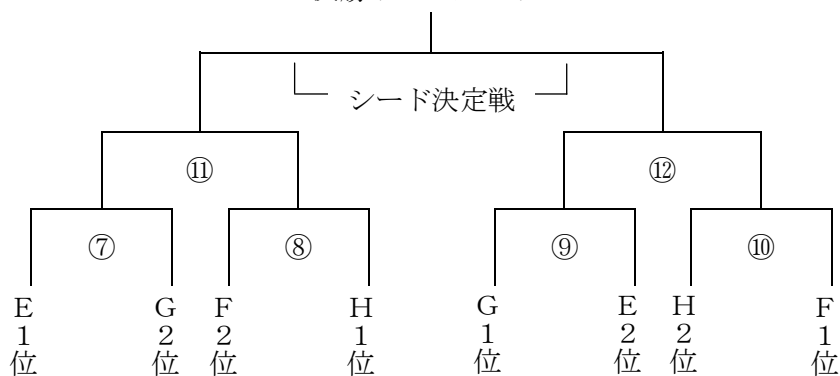 シード決定戦
⑪
⑫
⑦
⑧
⑨
⑩
E1位
G2位
F2位
H1位
G1位
E2位
H2位
F1位